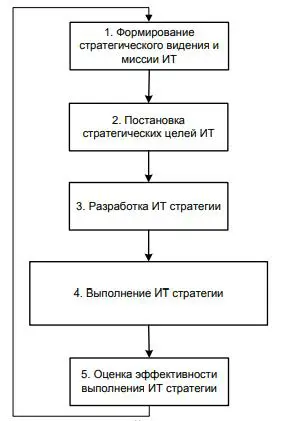 1. Формирование
стратегического видения и
миссии ИТ
2. Постановка
стратегических целей ИТ
3. Разработка ИТ стратегии
4. Выполнение ИТ стратегии
5. Оценка эффективности
выполнения ИТ стратегии